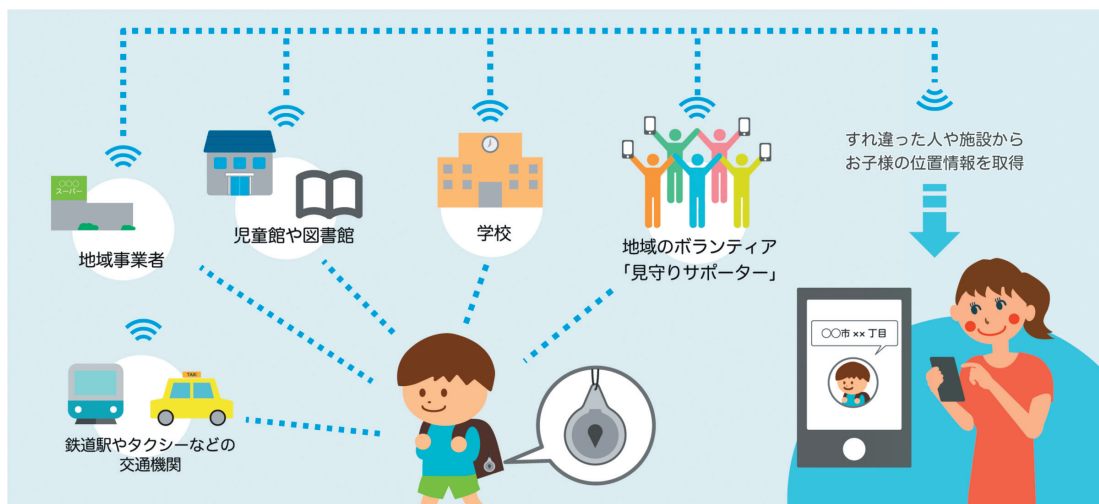 すれ違った人や施設から
お子様の位置情報を取得
〇〇〇
スーパー
地域事業者
児童館や図書館
学校
地域のボランティア
「見守りサポーター」
〇〇市××丁目
TAXI
鉄道駅やタクシーなどの
交通機関